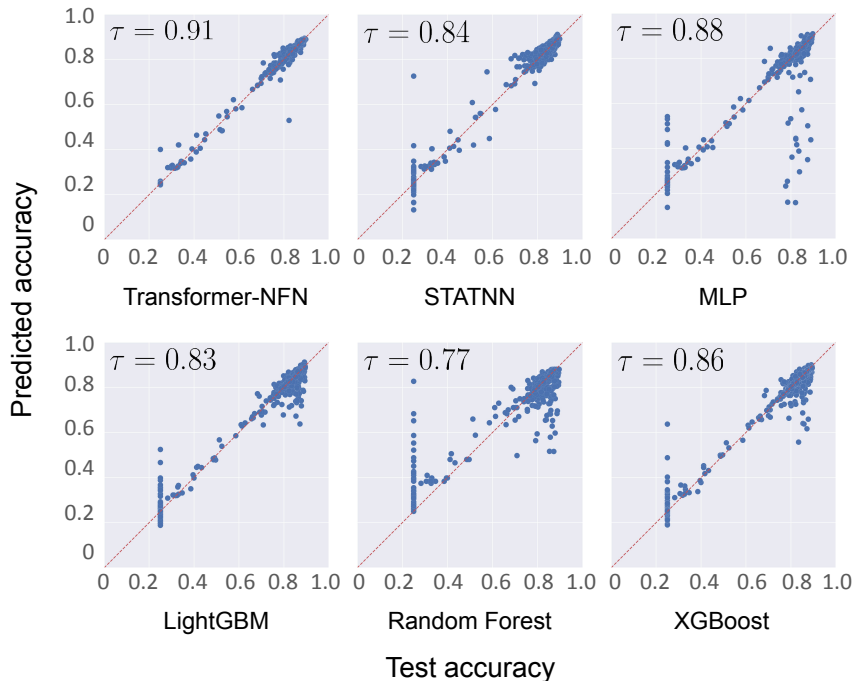 Predicted accuracy
1.0
0.8
0.6
0.4
0.2
0
τ = 0.91
0 0.2 0.4 0.6 0.8 1.0
Transformer-NFN
τ = 0.84
0 0.2 0.4 0.6 0.8 1.0
STATNN
τ = 0.88
0 0.2 0.4 0.6 0.8 1.0
MLP
1.0
0.8
0.6
0.4
0.2
0
τ = 0.83
0 0.2 0.4 0.6 0.8 1.0
LightGBM
τ = 0.77
0 0.2 0.4 0.6 0.8 1.0
Random Forest
τ = 0.86
0 0.2 0.4 0.6 0.8 1.0
XGBoost
Test accuracy